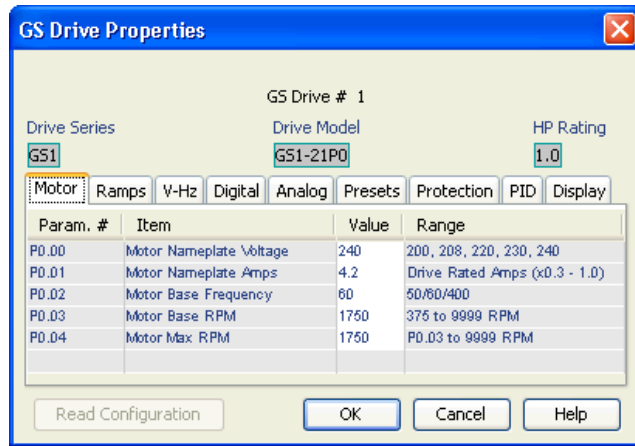 GS Drive Properties
GS Drive # 1
Drive Series Drive Model HP Rating
GS1 GS1-21P0 1.0
Motor Ramps V-Hz Digital Analog Presets Protection PID Display
Param. # Item Value Range
P0.00 Motor Nameplate Voltage 240 200, 208, 220, 230, 240
P0.01 Motor Nameplate Amps 4.2 Drive Rated Amps (x0.3 - 1.0)
P0.02 Motor Base Frequency 60 50/60/400
P0.03 Motor Base RPM 1750 375 to 9999 RPM
P0.04 Motor Max RPM 1750 P0.03 to 9999 RPM
Read Configuration OK Cancel Help